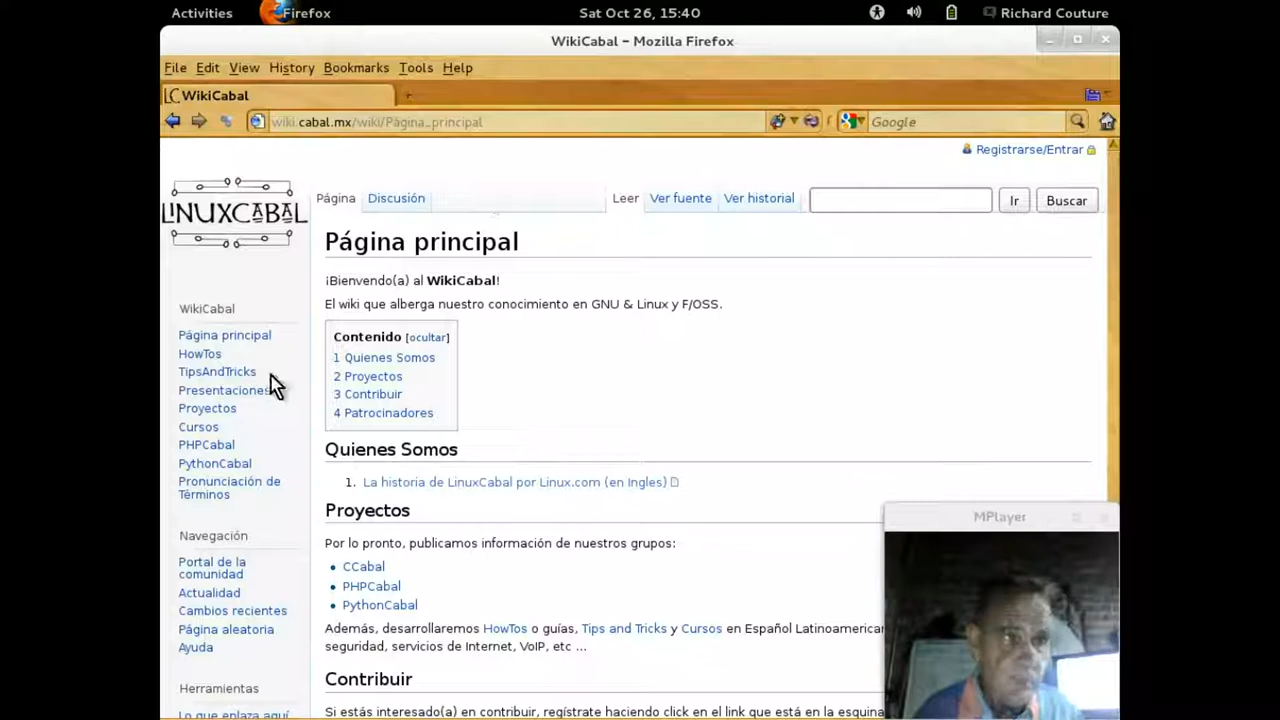 Activities Firefox Sat Oct 26, 15:40 Richard Couture
WikiCabal - Mozilla Firefox
File Edit View History Bookmarks Tools Help
WikiCabal
wiki.cabal.mx/wiki/Página_principal Google
Registrarse/Entrar
LINUXCABAL
Página Discusión Leer Ver fuente Ver historial Ir Buscar
Página principal
¡Bienvendo(a) al WikiCabal!
El wiki que alberga nuestro conocimiento en GNU & Linux y F/OSS.
Contenido [ocultar]
1 Quienes Somos
2 Proyectos
3 Contribuir
4 Patrocinadores
WikiCabal
Página principal
HowTos
TipsAndTricks
Presentaciones
Proyectos
Cursos
PHPCabal
PythonCabal
Pronunciación de
Términos
Navegación
Portal de la
comunidad
Actualidad
Cambios recientes
Página aleatoria
Ayuda
Herramientas
Lo que enlaza aquí
Quienes Somos
1. La historia de LinuxCabal por Linux.com (en Ingles)
Proyectos
Por lo pronto, publicamos información de nuestros grupos:
• CCabal
• PHPCabal
• PythonCabal
Además, desarrollaremos HowTos o guías, Tips and Tricks y Cursos en Español Latinoamerican
seguridad, servicios de Internet, VoIP, etc ...
Contribuir
Si estás interesado(a) en contribuir, regístrate haciendo click en el link que está en la esquina
MPlayer